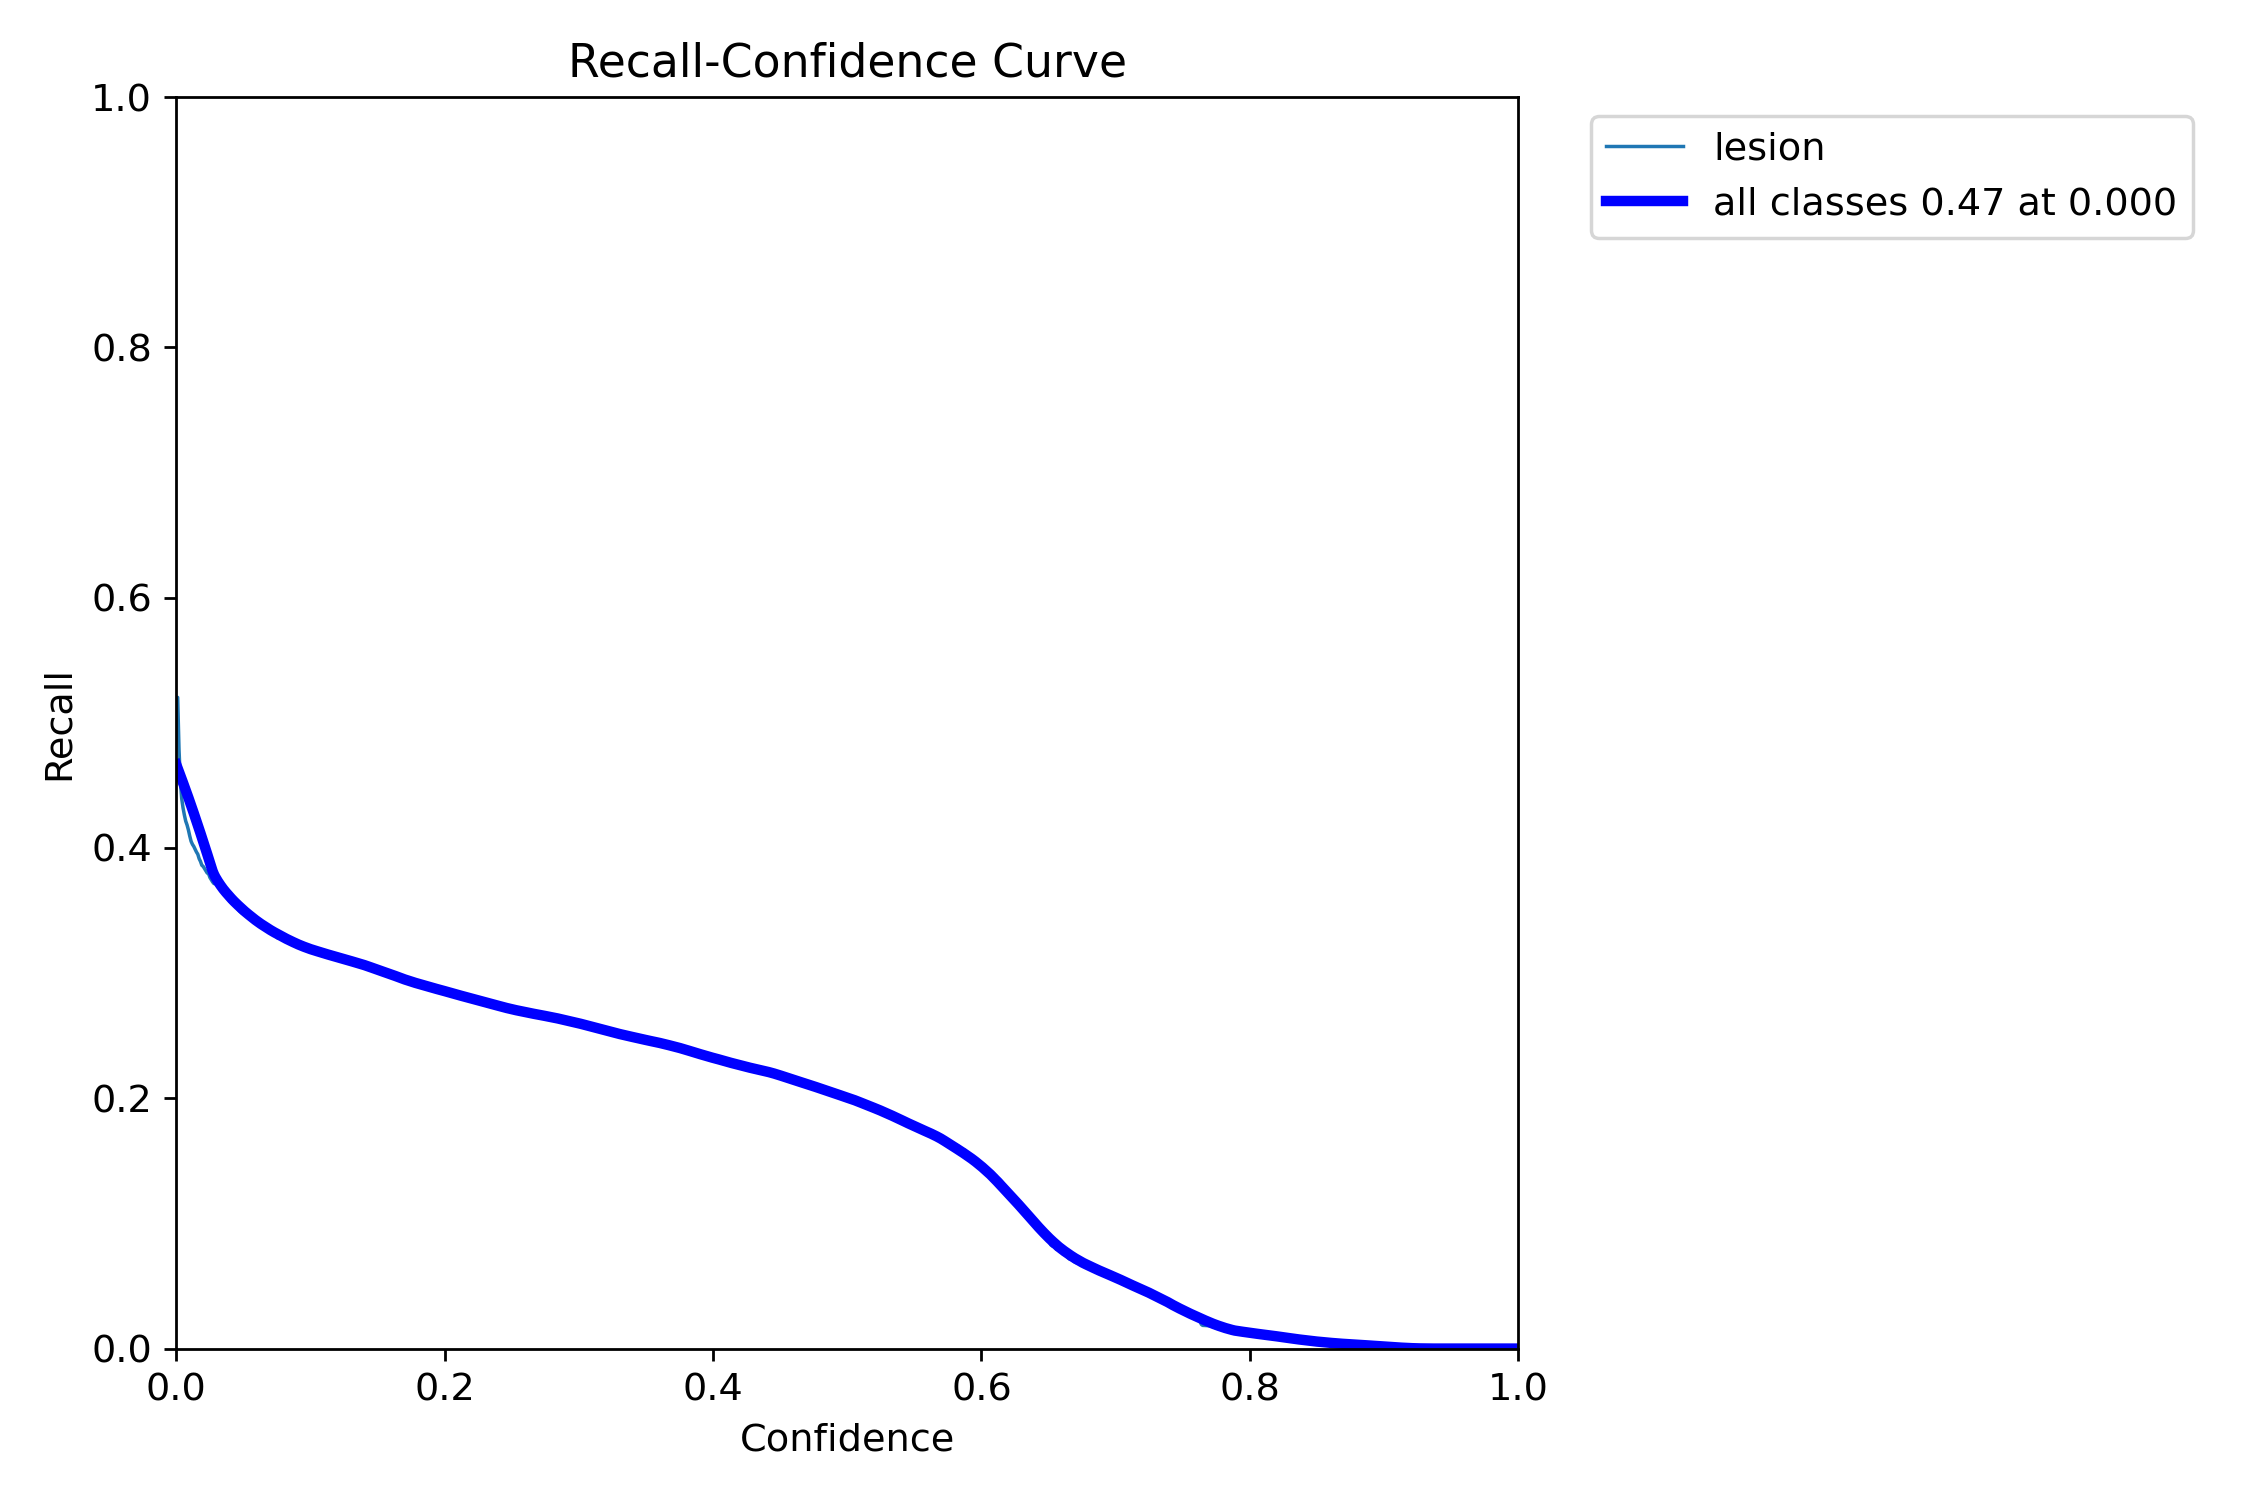 Recall-Confidence Curve
1.0
0.8
0.6
0.4
0.2
0.0
Recall
0.0 0.2 0.4 0.6 0.8 1.0
Confidence
lesion
all classes 0.47 at 0.000